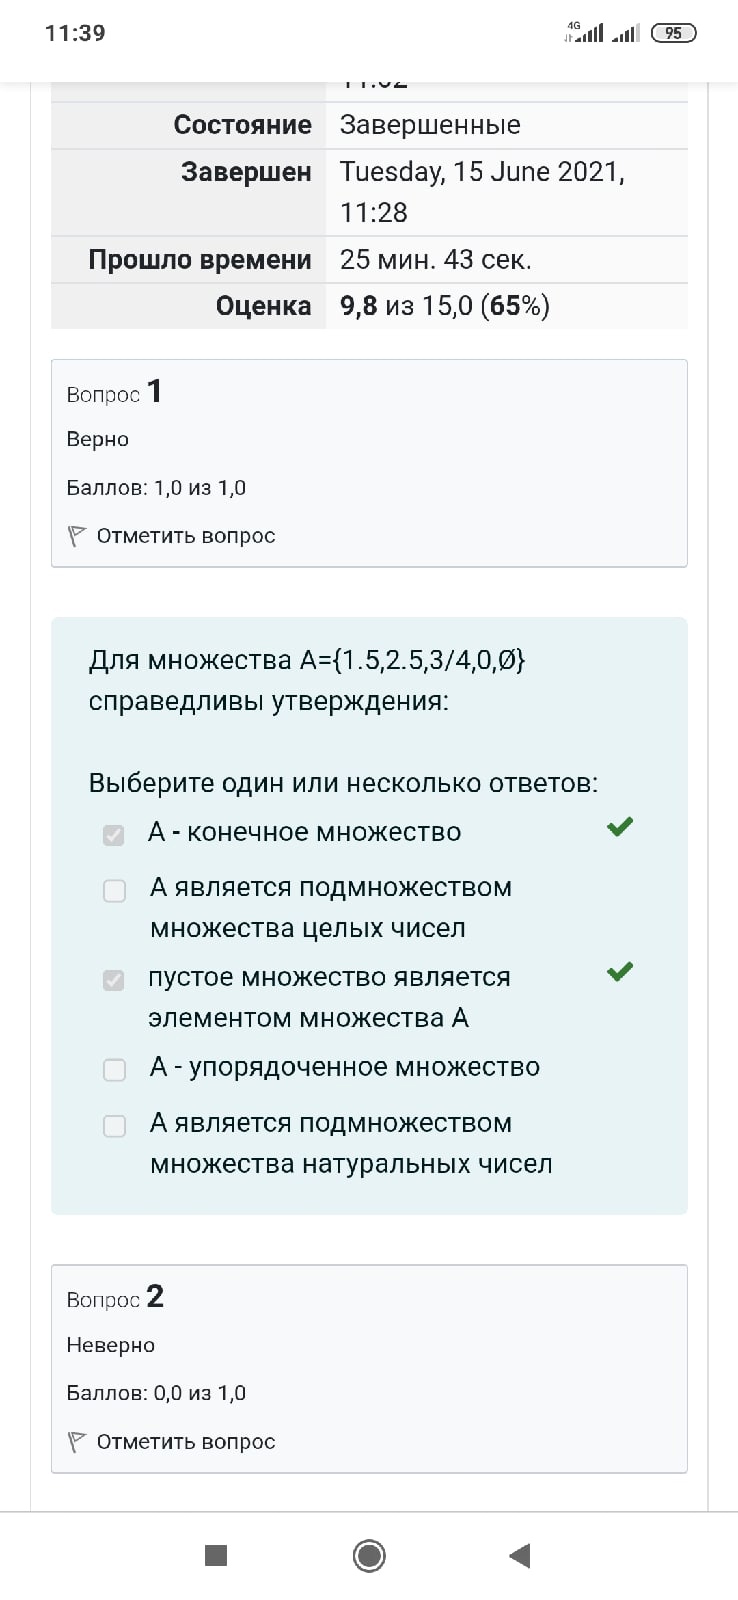 11:39
4G
95
Состояние Завершенные
Завершен Tuesday, 15 June 2021,
11:28
Прошло времени 25 мин. 43 сек.
Оценка 9,8 из 15,0 (65%)
Вопрос 1
Верно
Баллов: 1,0 из 1,0
Отметить вопрос
Для множества A={1.5,2.5,3/4,0,Ø}
справедливы утверждения:
Выберите один или несколько ответов:
А - конечное множество
А является подмножеством
множества целых чисел
пустое множество является
элементом множества А
А - упорядоченное множество
А является подмножеством
множества натуральных чисел
Вопрос 2
Неверно
Баллов: 0,0 из 1,0
Отметить вопрос